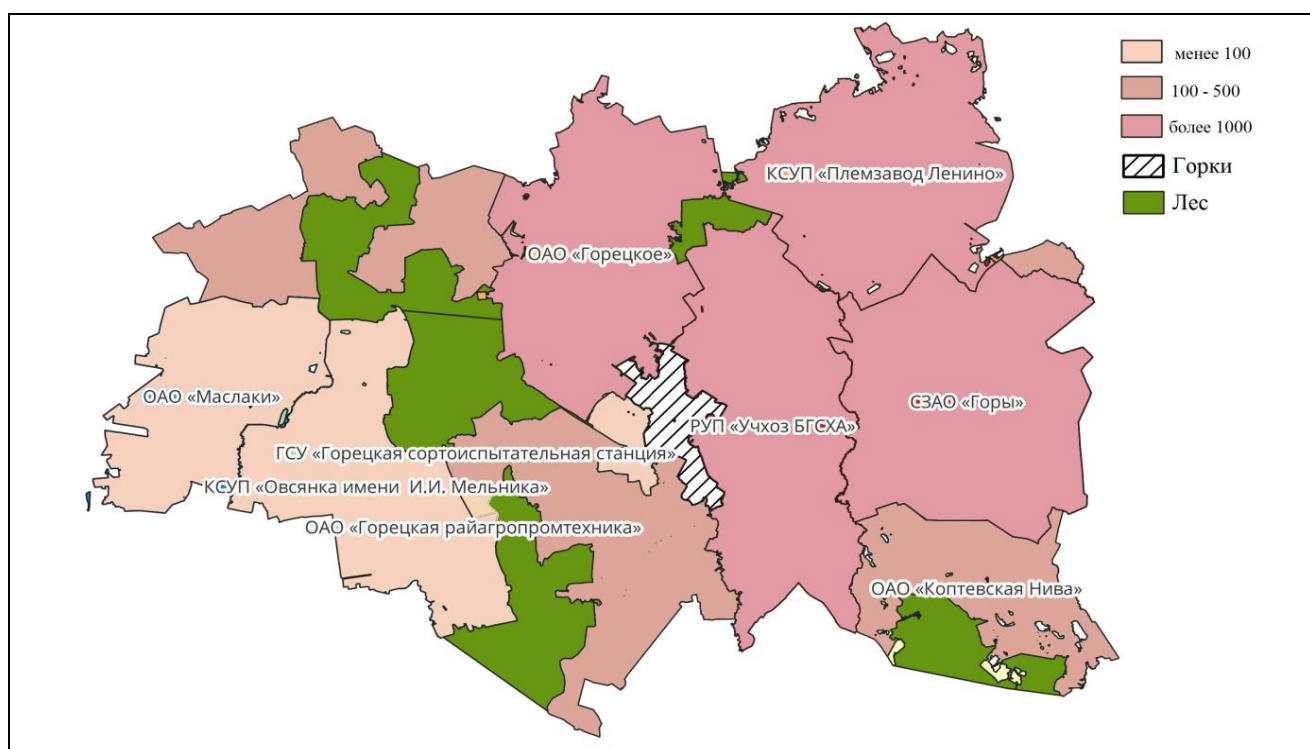 менее 100
100 - 500
более 1000
Горки
Лес
КСУП «Племзавод Ленино»
ОАО «Горецкое»
ОАО «Маслаки»
СЗАО «Горы»
РУП «Учхоз БГСХА»
ГСУ «Горецкая сортоиспытательная станция»
КСУП «Овсянка имени И.И. Мельника»
ОАО «Горецкая райагропромтехника»
ОАО «Коптевская Нива»